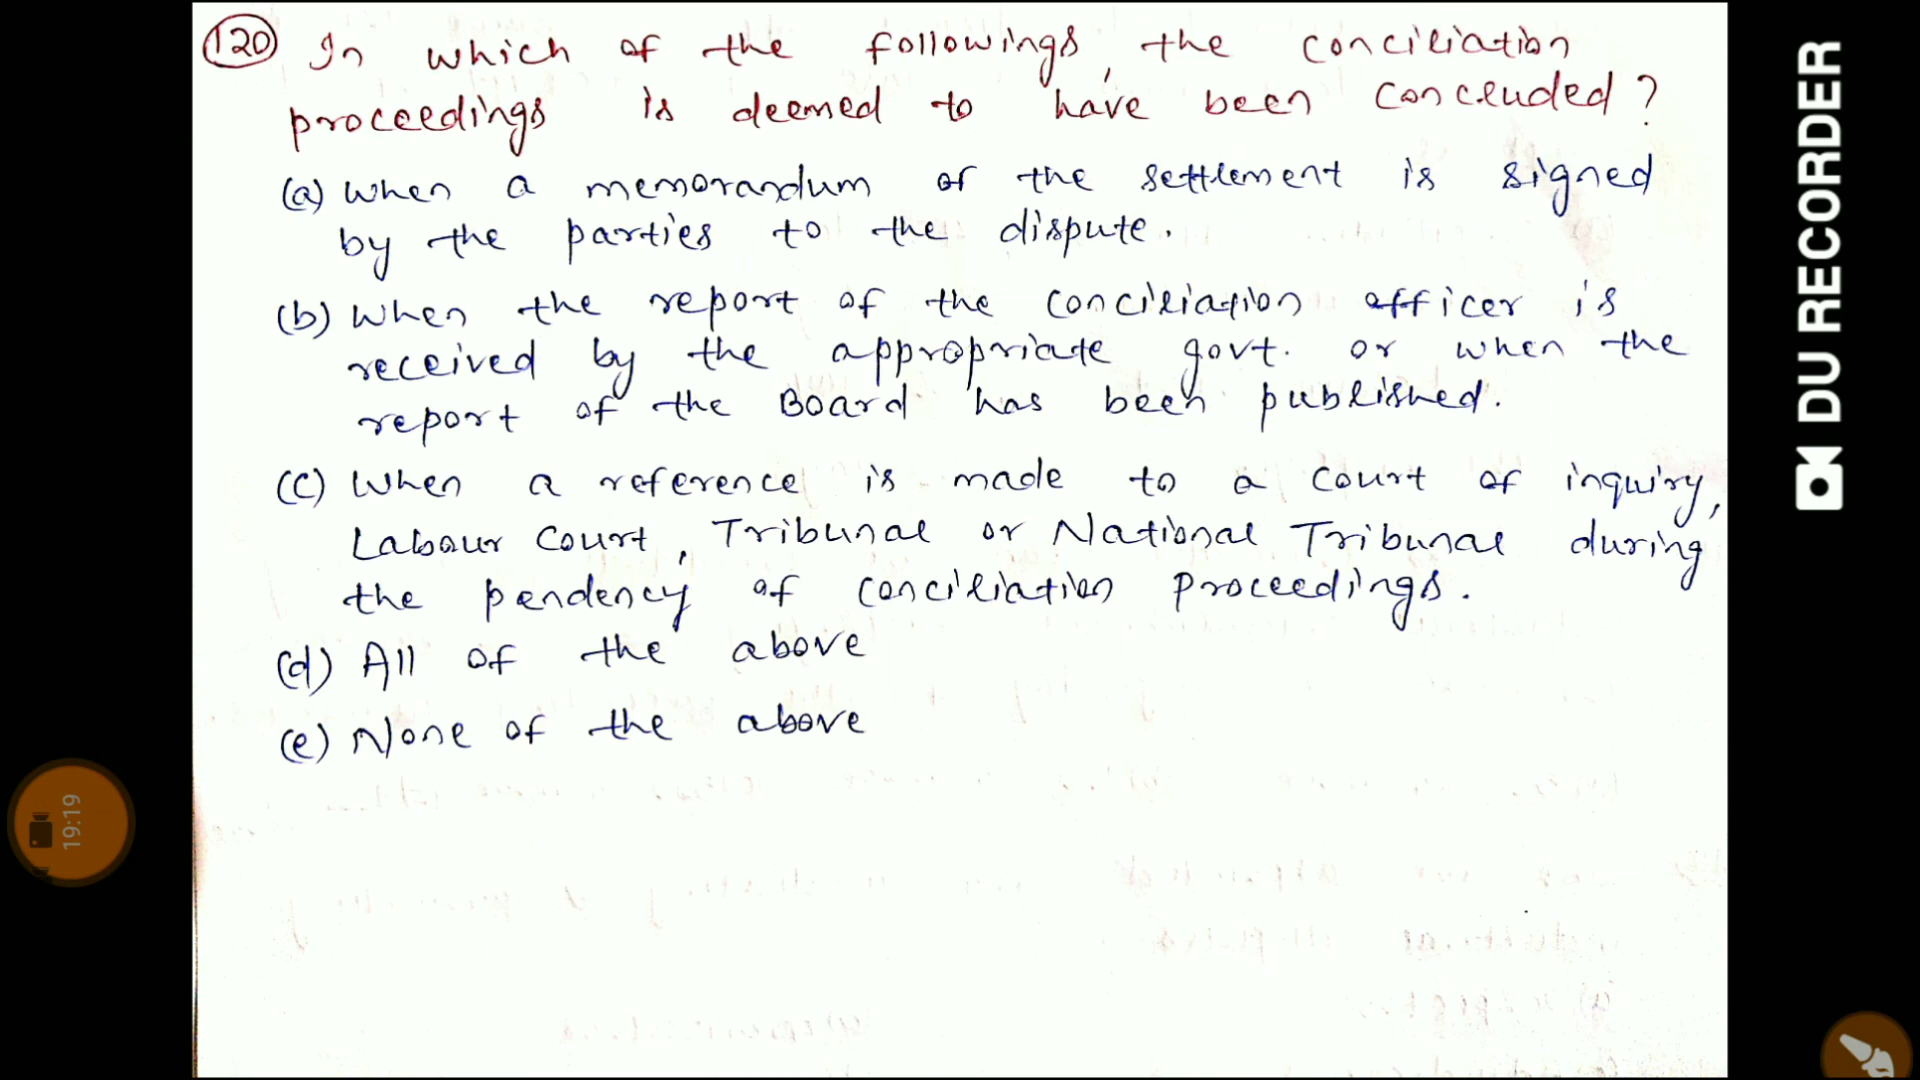 120 In which of the followings, the conciliation
proceedings is deemed to have been concluded?
(a) When a memorandum of the settlement is signed
by the parties to the dispute.
(b) When the report of the conciliation officer is
received by the appropriate govt. or when the
report of the Board has been published.
(c) When a reference is made to a court of inquiry,
Labour Court, Tribunal or National Tribunal during
the pendency of conciliation proceedings.
(d) All of the above
(e) None of the above
DU RECORDER
19:19